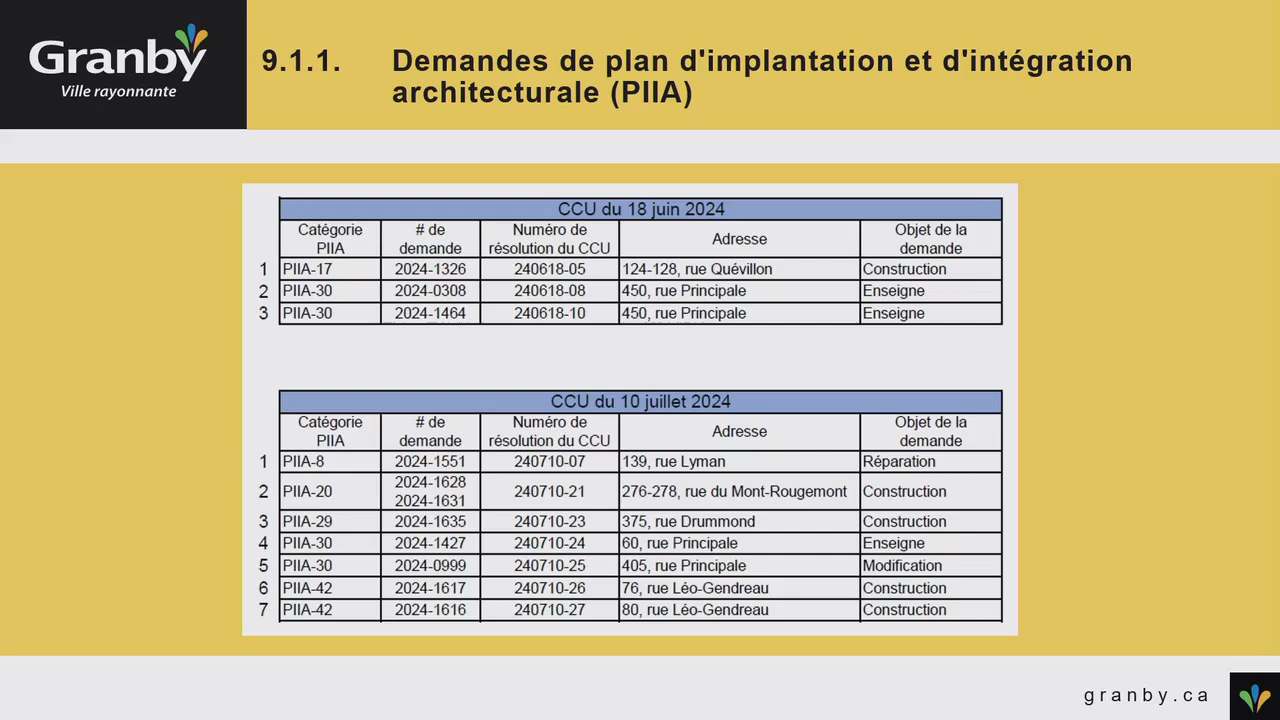 Granby
Ville rayonnante
9.1.1. Demandes de plan d'implantation et d'intégration
architecturale (PIIA)
CCU du 18 juin 2024
Catégorie PIIA # de demande Numéro de résolution du CCU Adresse Objet de la demande
1 PIIA-17 2024-1326 240618-05 124-128, rue Quévillon Construction
2 PIIA-30 2024-0308 240618-08 450, rue Principale Enseigne
3 PIIA-30 2024-1464 240618-10 450, rue Principale Enseigne
CCU du 10 juillet 2024
Catégorie PIIA # de demande Numéro de résolution du CCU Adresse Objet de la demande
1 PIIA-8 2024-1551 240710-07 139, rue Lyman Réparation
2 PIIA-20 2024-1628 2024-1631 240710-21 276-278, rue du Mont-Rougemont Construction
3 PIIA-29 2024-1635 240710-23 375, rue Drummond Construction
4 PIIA-30 2024-1427 240710-24 60, rue Principale Enseigne
5 PIIA-30 2024-0999 240710-25 405, rue Principale Modification
6 PIIA-42 2024-1617 240710-26 76, rue Léo-Gendreau Construction
7 PIIA-42 2024-1616 240710-27 80, rue Léo-Gendreau Construction
granby.ca